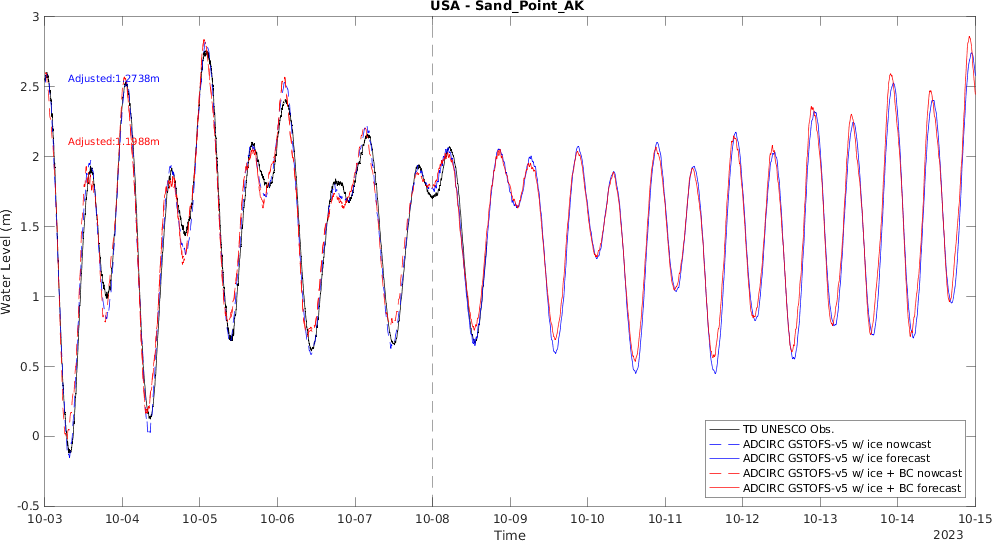 USA - Sand_Point_AK
3
2.5
2
1.5
1
0.5
0
-0.5
Water Level (m)
Adjusted:1.2738m
Adjusted:1.1988m
TD UNESCO Obs.
ADCIRC GSTOFS-v5 w/ ice nowcast
ADCIRC GSTOFS-v5 w/ ice forecast
ADCIRC GSTOFS-v5 w/ ice + BC nowcast
ADCIRC GSTOFS-v5 w/ ice + BC forecast
10-03 10-04 10-05 10-06 10-07 10-08 10-09 10-10 10-11 10-12 10-13 10-14 10-15
Time
2023